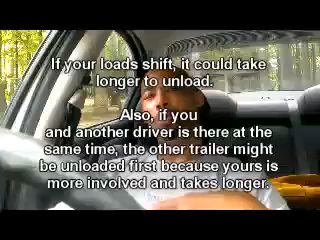 If your loads shift, it could take
longer to unload.
Also, if you
and another driver is there at the
same time, the other trailer might
be unloaded first because yours is
more involved and takes longer.